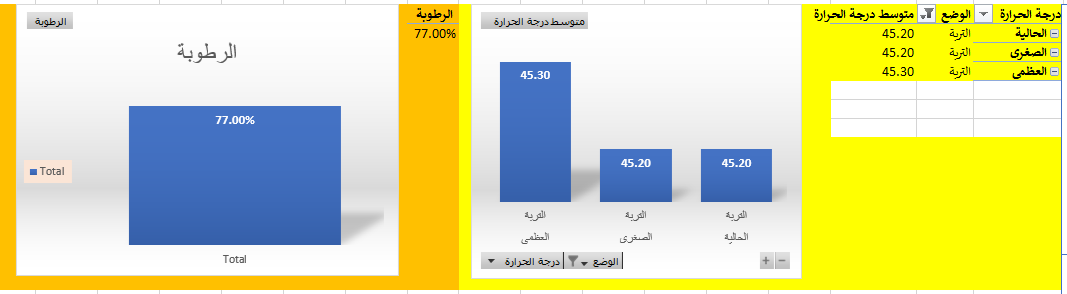 درجة الحرارة الوضع متوسط درجة الحرارة
الحالية التربة 45.20
الصغرى التربة 45.20
العظمى التربة 45.30
متوسط درجة الحرارة
45.30 45.20 45.20
التربة التربة التربة
العظمى الصغرى الحالية
درجة الحرارة الوضع
الرطوبة
77.00%
الرطوبة
الرطوبة
77.00%
Total
Total